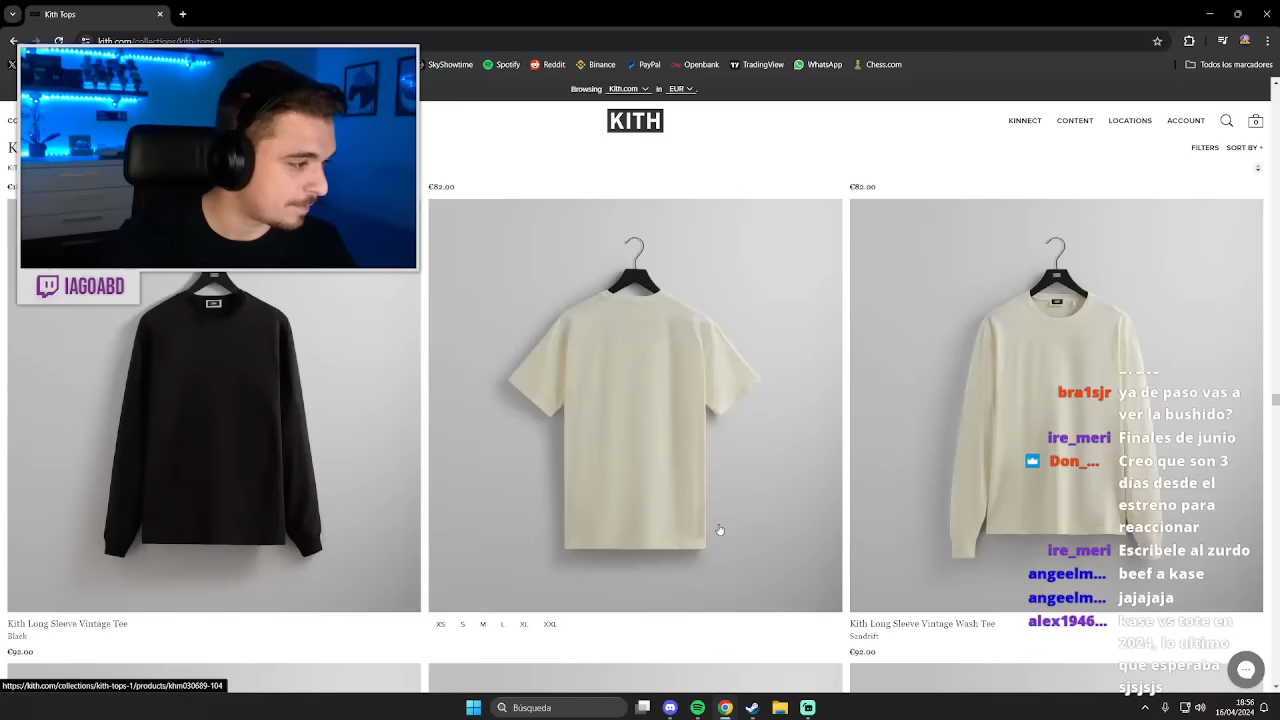 Kith Tops
kith.com/collections/kith-tops-1
SkyShowtime
Spotify
Reddit
Binance
PayPal
Openbank
TradingView
WhatsApp
Chess.com
Todos los marcadores
Browsing Kith.com in EUR
KITH
KINNECT
CONTENT
LOCATIONS
ACCOUNT
0
FILTERS
SORT BY +
€82.00
€82.00
IAGOABD
bra1sjr ya de paso vas a
ver la bushido?
ire_meri Finales de junio
Don_... Creo que son 3
días desde el
estreno para
reaccionar
ire_meri Escribele al zurdo
angeelm... beef a kase
angeelm... jajajaja
alex1946... kase vs tote en
2024, lo ultimo
que esperaba
sjsjsjs
Kith Long Sleeve Vintage Tee
Black
€92.00
XS S M L XL XXL
Kith Long Sleeve Vintage Wash Tee
Sandrift
€92.00
https://kith.com/collections/kith-tops-1/products/khm030689-104
Búsqueda
18:56
16/04/2024